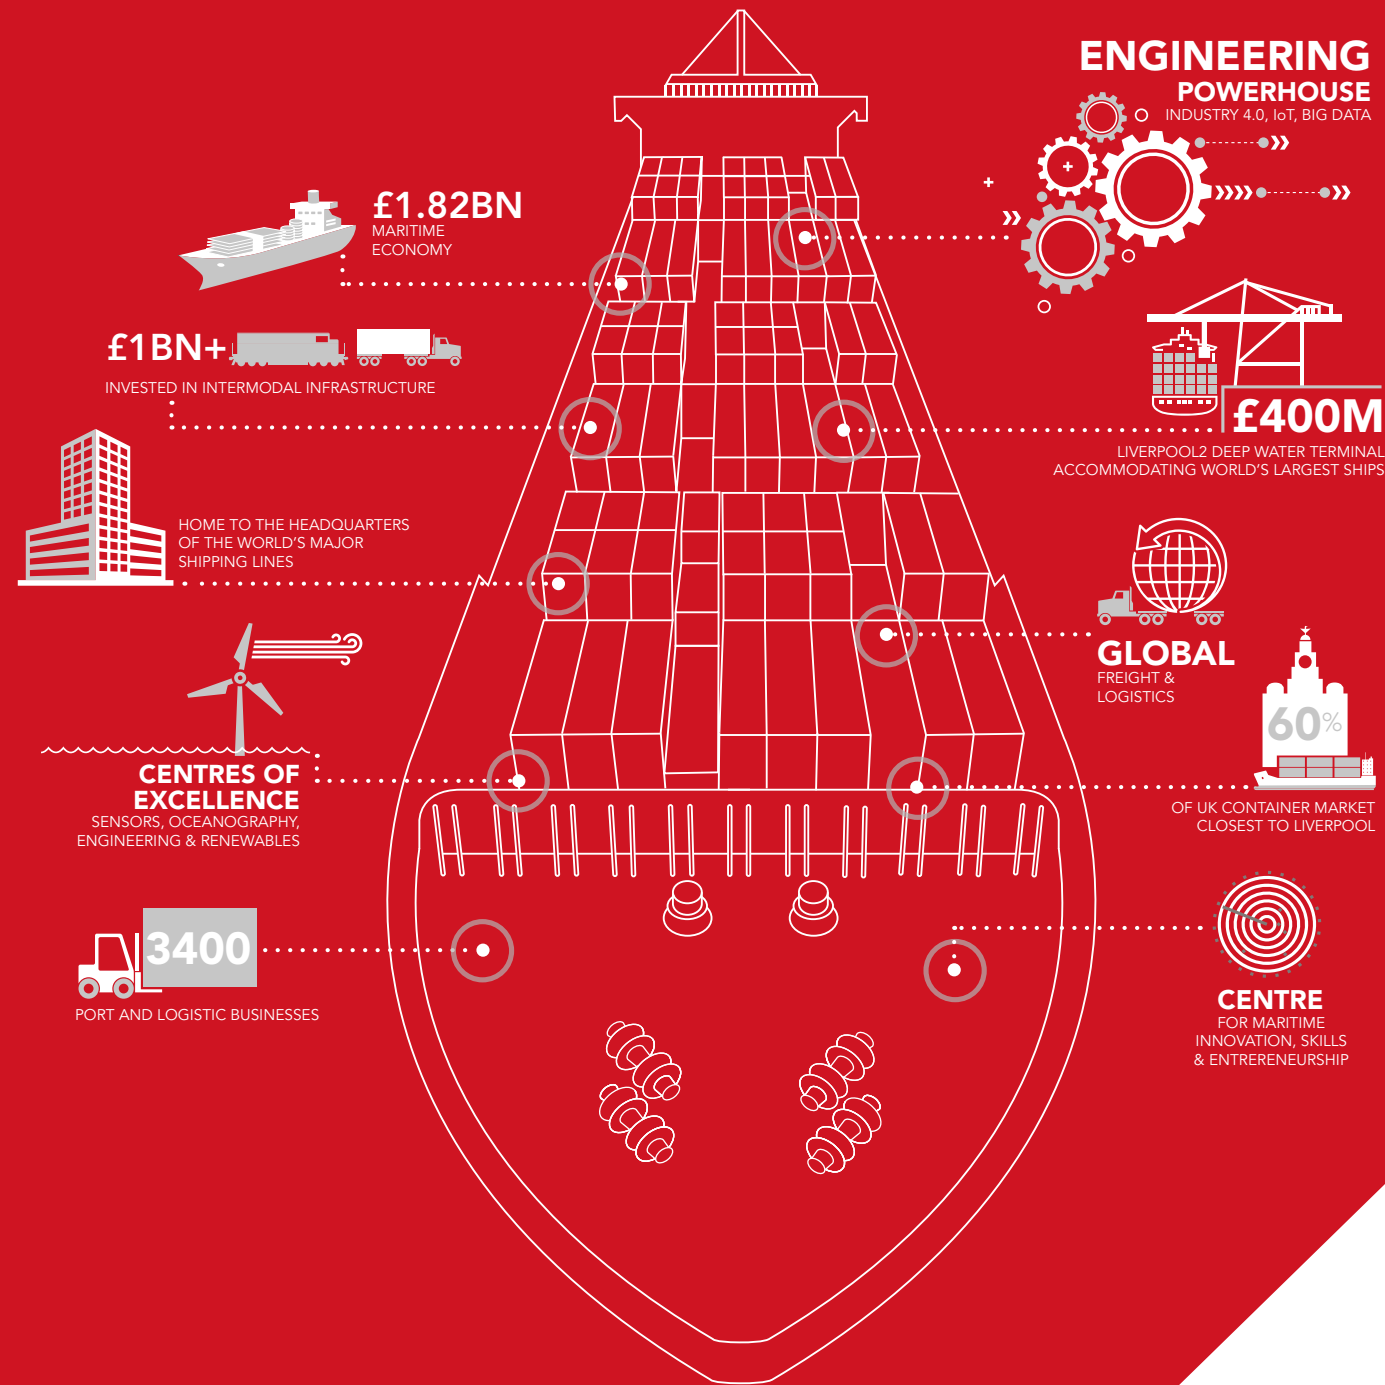 £1.82BN
MARITIME
ECONOMY
£1BN+
INVESTED IN INTERMODAL INFRASTRUCTURE
HOME TO THE HEADQUARTERS
OF THE WORLD'S MAJOR
SHIPPING LINES
CENTRES OF
EXCELLENCE
SENSORS, OCEANOGRAPHY,
ENGINEERING & RENEWABLES
3400
PORT AND LOGISTIC BUSINESSES
ENGINEERING
POWERHOUSE
INDUSTRY 4.0, IoT, BIG DATA
£400M
LIVERPOOL2 DEEP WATER TERMINAL
ACCOMMODATING WORLD'S LARGEST SHIPS
GLOBAL
FREIGHT &
LOGISTICS
60%
OF UK CONTAINER MARKET
CLOSEST TO LIVERPOOL
CENTRE
FOR MARITIME
INNOVATION, SKILLS
& ENTRERENEURSHIP